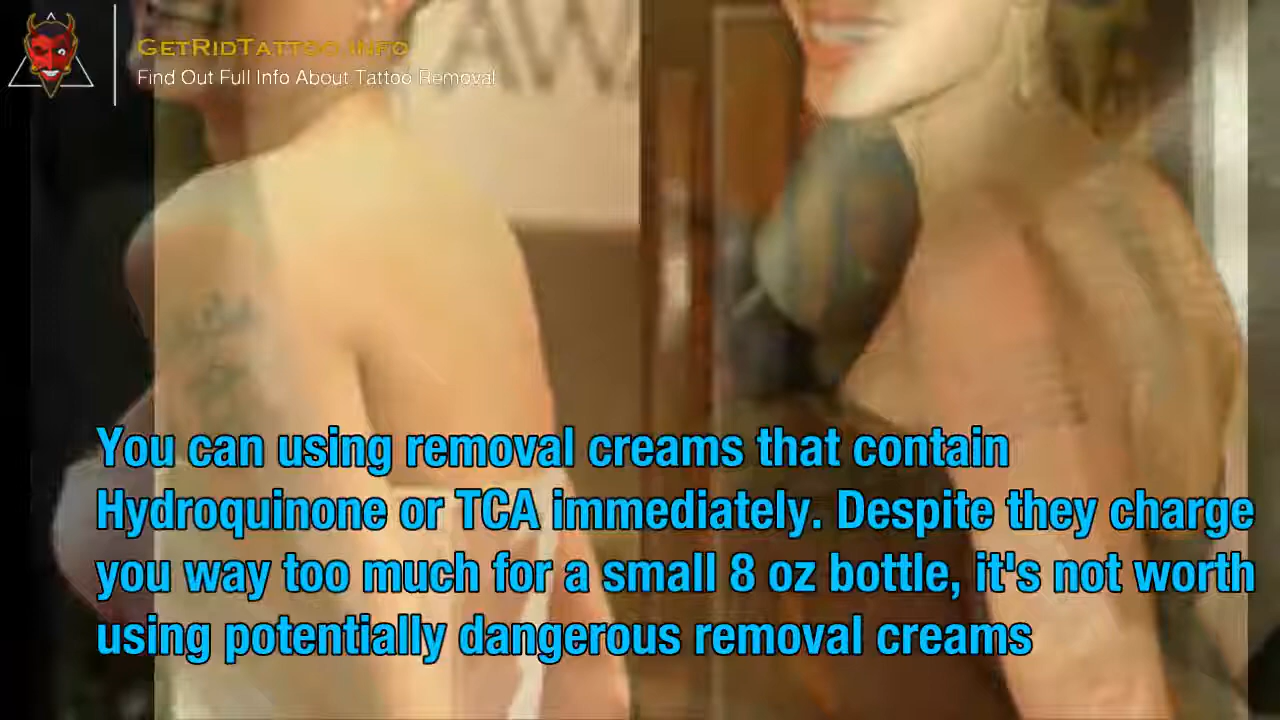 GETRIDTATTOO INFO
Find Out Full Info About Tattoo Removal
AWA
You can using removal creams that contain
Hydroquinone or TCA immediately. Despite they charge
you way too much for a small 8 oz bottle, it's not worth
using potentially dangerous removal creams